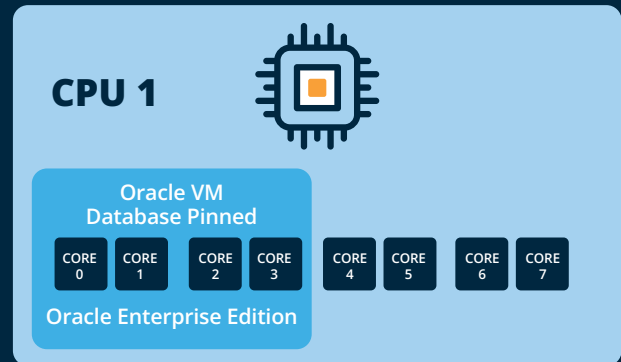 CPU 1
Oracle VM
Database Pinned
CORE 0
CORE 1
CORE 2
CORE 3
CORE 4
CORE 5
CORE 6
CORE 7
Oracle Enterprise Edition